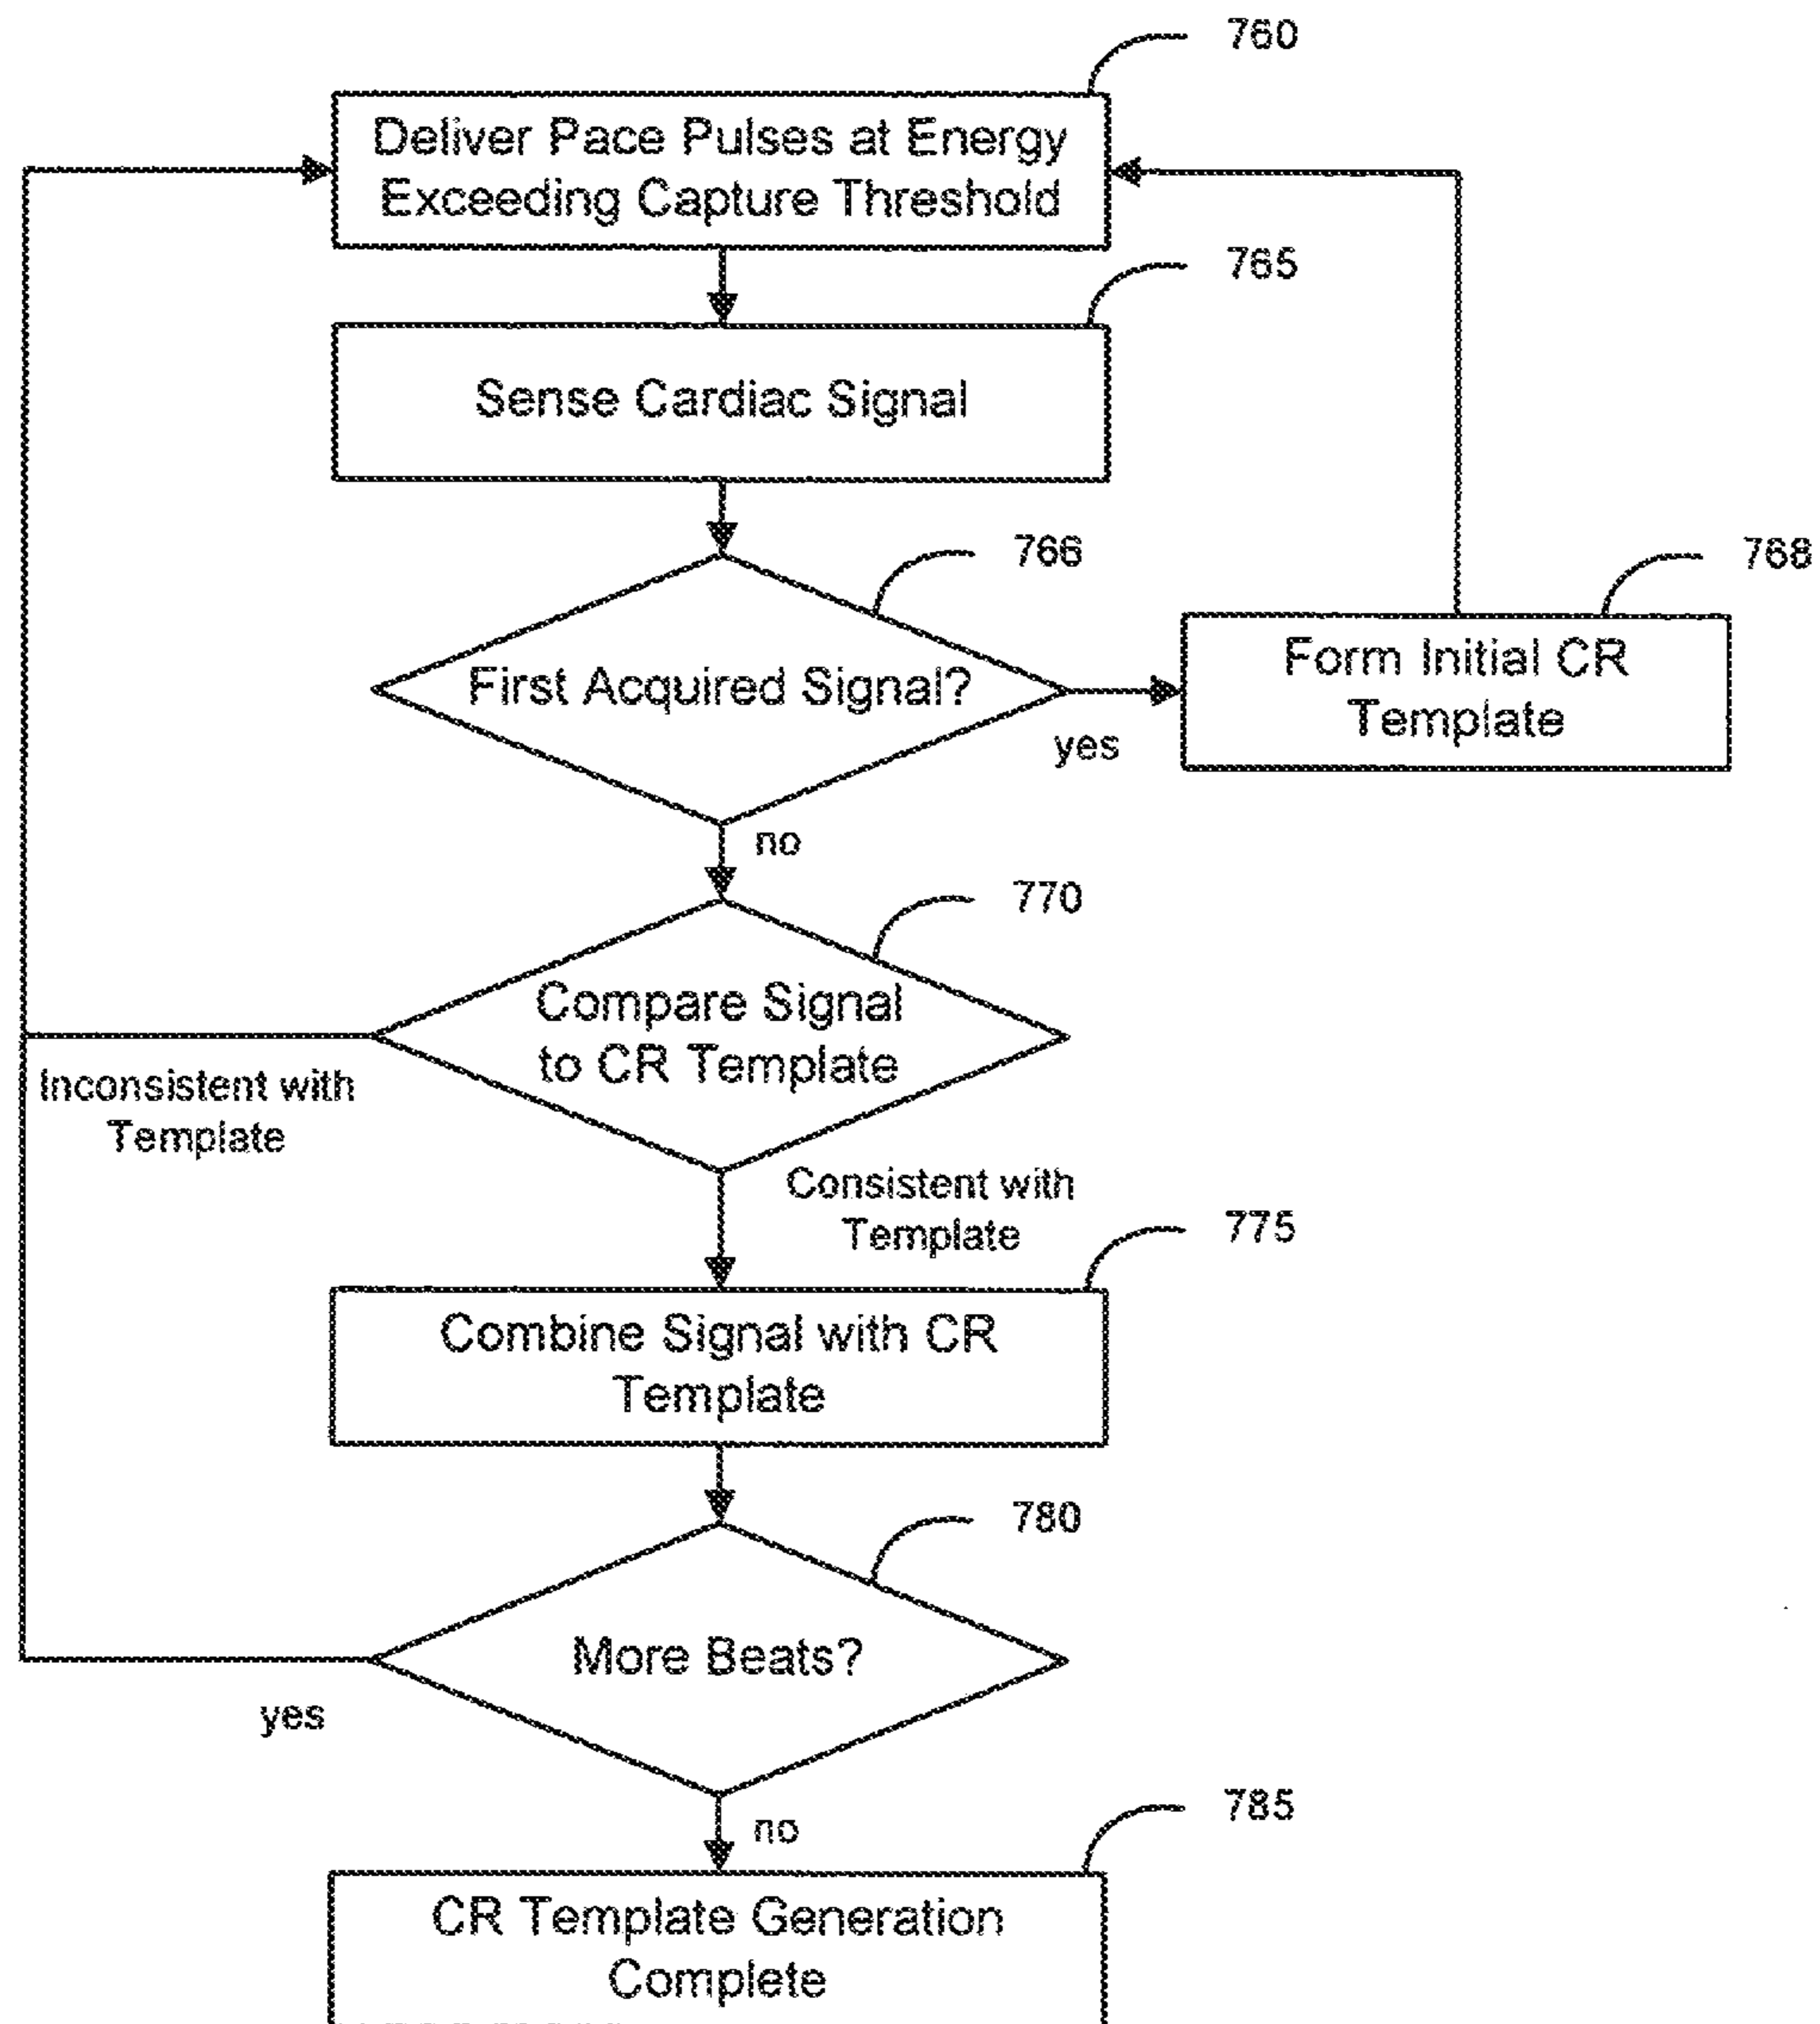 760
Deliver Pace Pulses at Energy
Exceeding Capture Threshold
765
Sense Cardiac Signal
766
First Acquired Signal?
yes
768
Form Initial CR
Template
no
770
Compare Signal
to CR Template
Inconsistent with
Template
Consistent with
Template
775
Combine Signal with CR
Template
780
More Beats?
yes
no
785
CR Template Generation
Complete